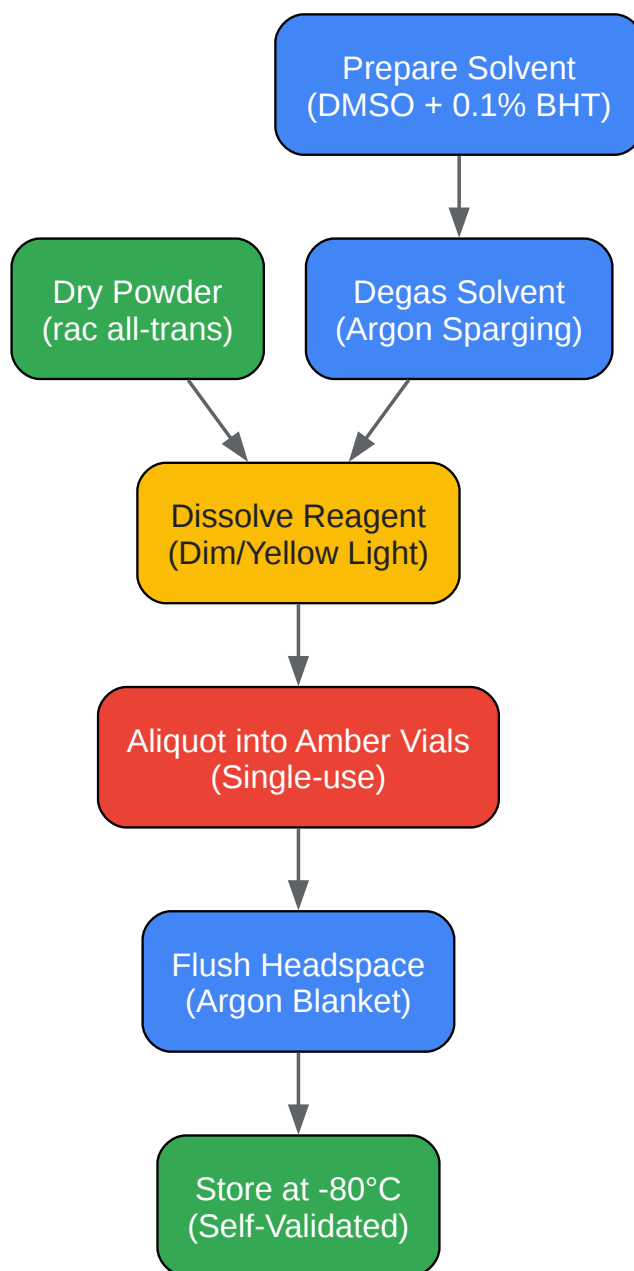 Prepare Solvent
(DMSO + 0.1% BHT)
Dry Powder
(rac all-trans)
Degas Solvent
(Argon Sparging)
Dissolve Reagent
(Dim/Yellow Light)
Aliquot into Amber Vials
(Single-use)
Flush Headspace
(Argon Blanket)
Store at -80°C
(Self-Validated)